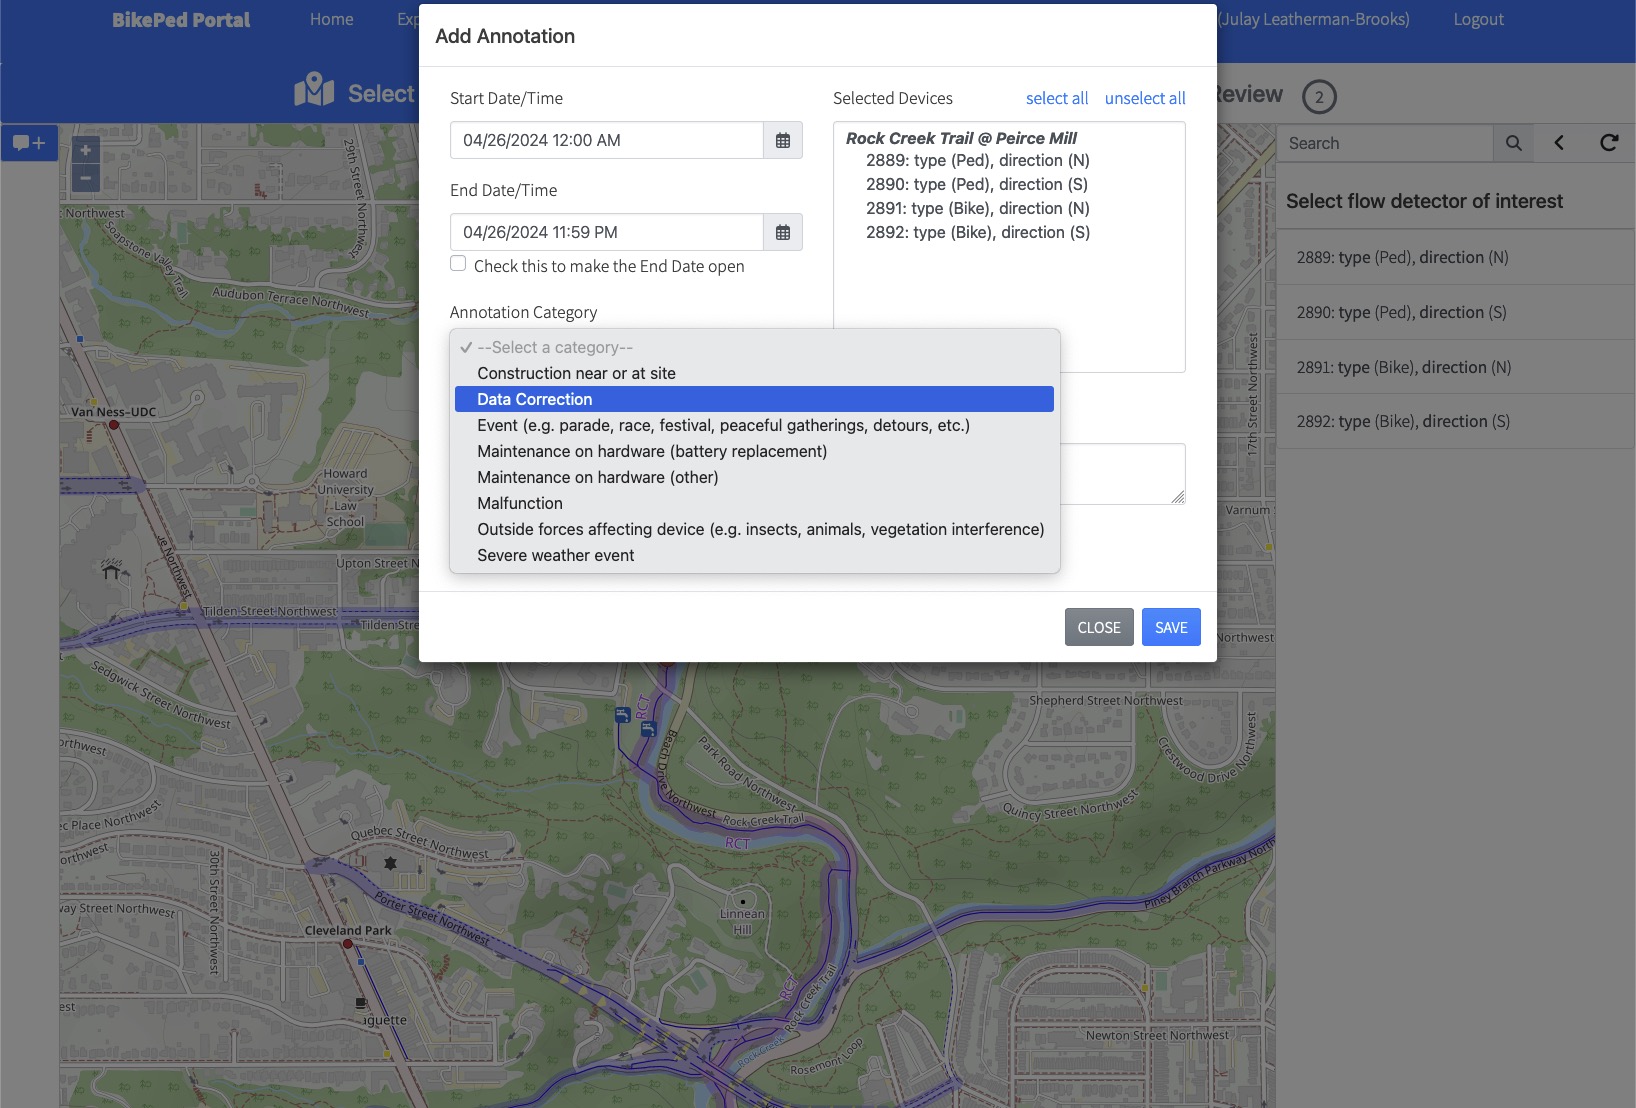 BikePed Portal
Home
Exp
(Julay Leatherman-Brooks)
Logout
Select
Review
2
Add Annotation
Start Date/Time
04/26/2024 12:00 AM
End Date/Time
04/26/2024 11:59 PM
Check this to make the End Date open
Annotation Category
--Select a category--
Construction near or at site
Data Correction
Event (e.g. parade, race, festival, peaceful gatherings, detours, etc.)
Maintenance on hardware (battery replacement)
Maintenance on hardware (other)
Malfunction
Outside forces affecting device (e.g. insects, animals, vegetation interference)
Severe weather event
Selected Devices
select all
unselect all
Rock Creek Trail @ Peirce Mill
2889: type (Ped), direction (N)
2890: type (Ped), direction (S)
2891: type (Bike), direction (N)
2892: type (Bike), direction (S)
CLOSE
SAVE
Search
Select flow detector of interest
2889: type (Ped), direction (N)
2890: type (Ped), direction (S)
2891: type (Bike), direction (N)
2892: type (Bike), direction (S)
+
−
29th Street Northwest
t Northwest
Soapstone Valley Trail
Audubon Terrace Northwest
Van Ness–UDC
Howard
University
Law
School
17th Street Northwest
Varnum S
Upton Street N
Tilden Street Northwest
Tilden Stre
Northwest
Sedgwick Street Northwest
Shepherd Street Northwest
RCT
Beach Drive Northwest
Park Road Northwest
Crestwood Drive Northwest
Quincy Street Northwest
Rock Creek Trail
RCT
orthwest
ec Place Northwest
orthwest
Quebec Street Northwest
30th Street Northwest
way Street Northwest
Porter Street Northwest
Cleveland Park
Linnean
Hill
Piney Branch Parkway North
RCT
Rock Creek Trail
est
aguette
Rock Creek
Rosemont Loop
Newton Street Northwest